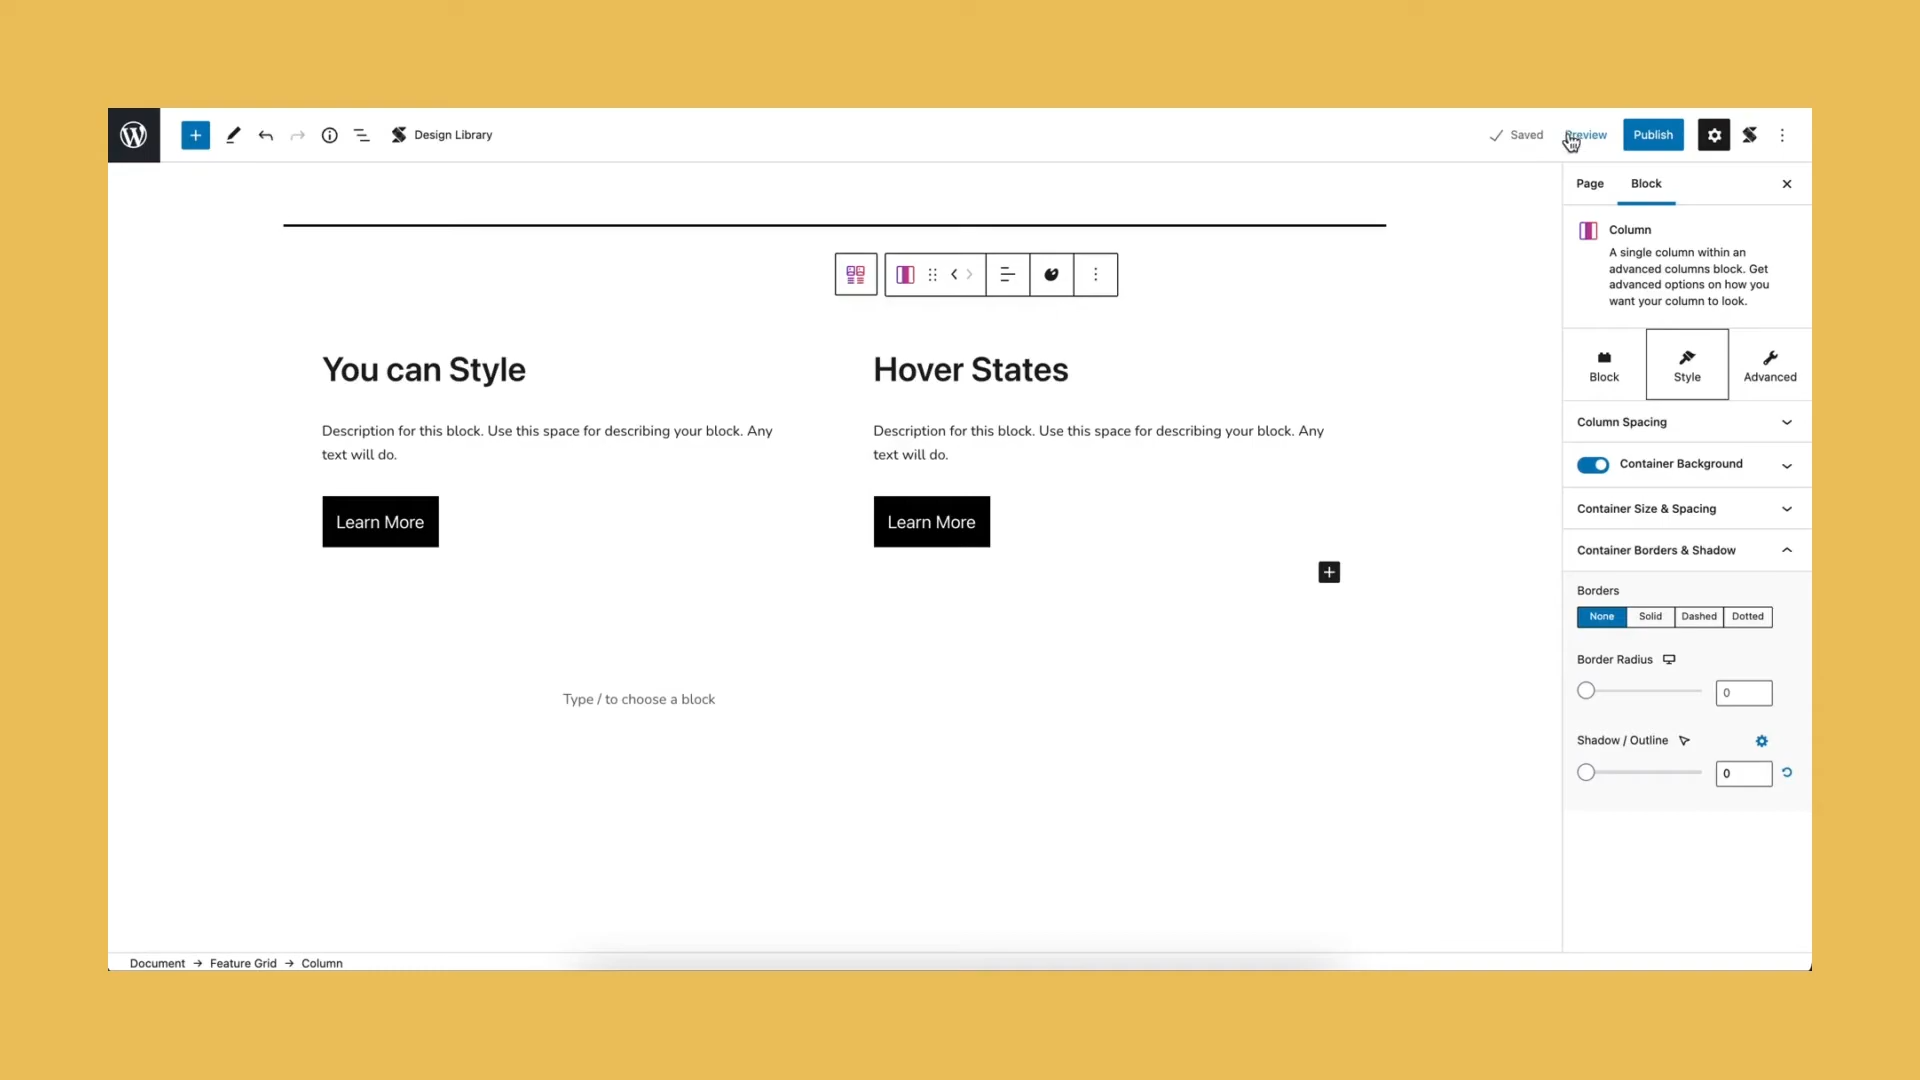 Design Library
Saved
Preview
Publish
Page
Block
Column
A single column within an
advanced columns block. Get
advanced options on how you
want your column to look.
Block
Style
Advanced
Column Spacing
Container Background
Container Size & Spacing
Container Borders & Shadow
Borders
None
Solid
Dashed
Dotted
Border Radius
0
Shadow / Outline
0
You can Style
Description for this block. Use this space for describing your block. Any
text will do.
Learn More
Hover States
Description for this block. Use this space for describing your block. Any
text will do.
Learn More
Type / to choose a block
Document → Feature Grid → Column